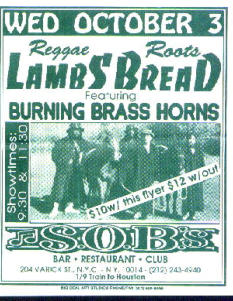 WED OCTOBER 3
Reggae Roots
LAMBS BREAD
Featuring
BURNING BRASS HORNS
Showtimes:
9:30 & 11:30
$10w/ this flyer $12 w/out
S.O.B's
BAR • RESTAURANT • CLUB
204 VARICK ST., N.Y.C. - N.Y. 10014 - (212) 243-4940
1/9 Train to Houston